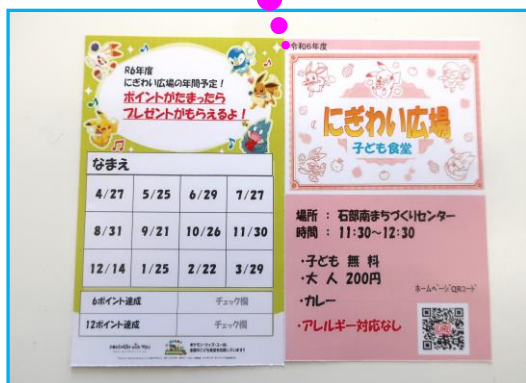 R6年度
にぎわい広場の年間予定！
ポイントがたまったら
プレゼントがもらえるよ！
なまえ
4/27 5/25 6/29 7/27
8/31 9/21 10/26 11/30
12/14 1/25 2/22 3/29
6ポイント達成 チェック欄
12ポイント達成 チェック欄
令和6年度
にぎわい広場
子ども食堂
場所 : 石部南まちづくりセンター
時間 : 11:30~12:30
・子ども 無料
・大人 200円
・カレー
ホームページQRコード
・アレルギー対応なし